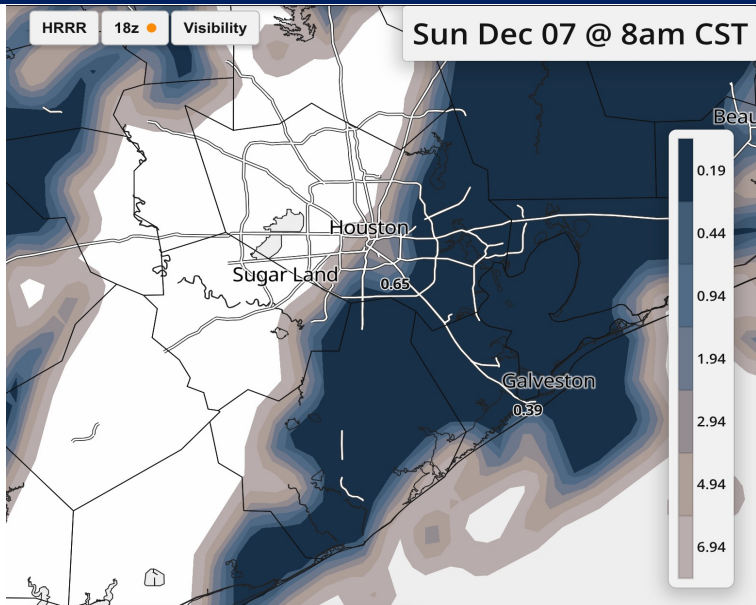 HRRR
18z
Visibility
Sun Dec 07 @ 8am CST
Beau
0.19
Houston
0.44
Sugar Land
0.65
0.94
1.94
Galveston
0.39
2.94
4.94
6.94